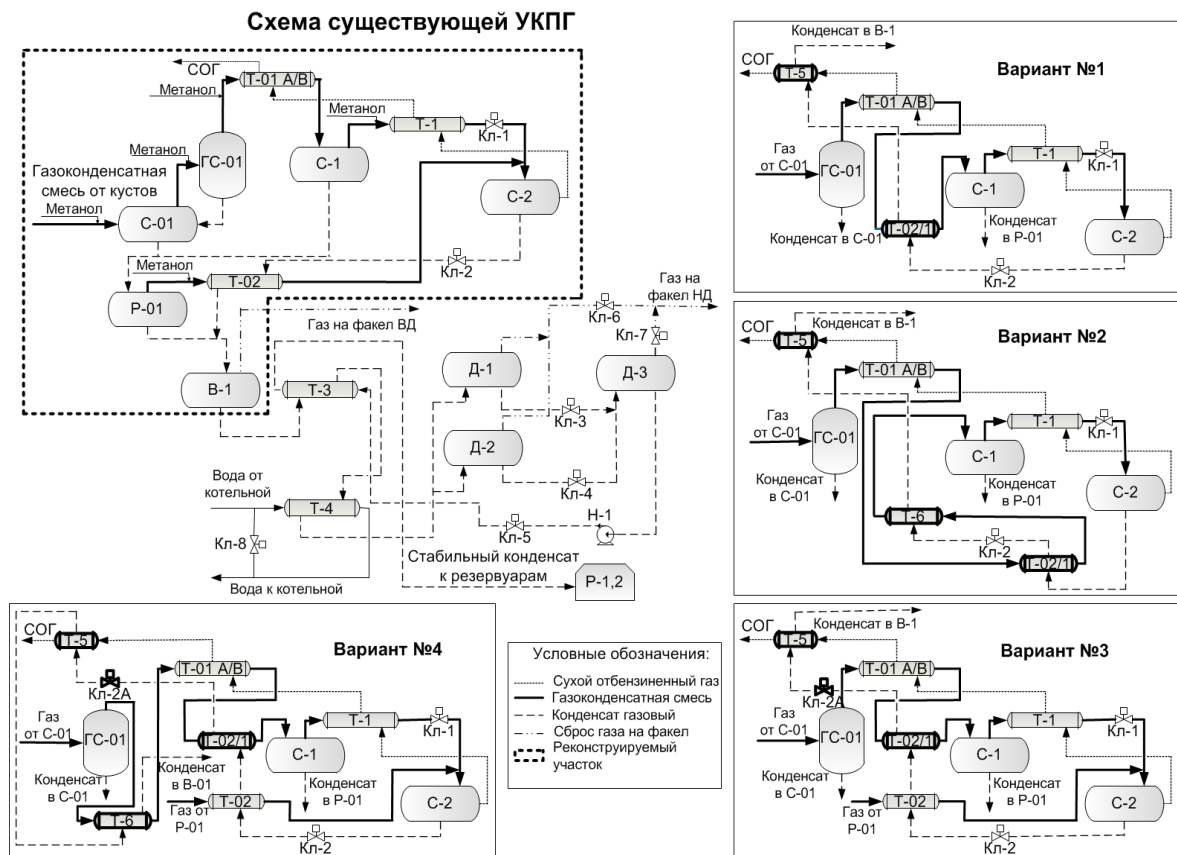 Схема существующей УКПГ
СОГ
Метанол
Т-01 А/В
Метанол
Т-1
Кл-1
Метанол
ГС-01
С-1
Газоконденсатная
смесь от кустов
Метанол
С-01
С-2
Метанол
Т-02
Кл-2
Р-01
Газ на факел ВД
Кл-6
Газ на
факел НД
Кл-7
В-1
Т-3
Д-1
Д-3
Кл-3
Д-2
Кл-4
Вода от
котельной
Т-4
Кл-8
Н-1
Кл-5
Стабильный конденсат
к резервуарам
Р-1,2
Вода к котельной
Конденсат в В-1
СОГ
Т-5
Вариант №1
Т-01 А/В
Газ
от С-01
ГС-01
Т-1
Кл-1
С-1
Конденсат в С-01
Т-02/1
Конденсат
в Р-01
С-2
Кл-2
СОГ
Т-5
Конденсат в В-1
Вариант №2
Т-01 А/В
Газ
от С-01
ГС-01
Т-1
Кл-1
С-1
Конденсат
в С-01
Конденсат
в Р-01
С-2
Т-6
Кл-2
Т-02/1
Конденсат в В-1
СОГ
Т-5
Вариант №3
Т-01 А/В
Кл-2А
Газ
от С-01
ГС-01
Т-02/1
Т-1
Кл-1
С-1
Конденсат
в С-01
Конденсат
в Р-01
Т-02
Газ от
Р-01
С-2
Кл-2
СОГ
Т-5
Вариант №4
Т-01 А/В
Кл-2А
Газ
от С-01
ГС-01
Т-02/1
Т-1
Кл-1
С-1
Конденсат
в С-01
Конденсат
в В-01
Конденсат
в Р-01
Т-02
Газ от
Р-01
Т-6
С-2
Кл-2
Условные обозначения:
Сухой отбензиненный газ
Газоконденсатная смесь
Конденсат газовый
Сброс газа на факел
Реконструируемый
участок